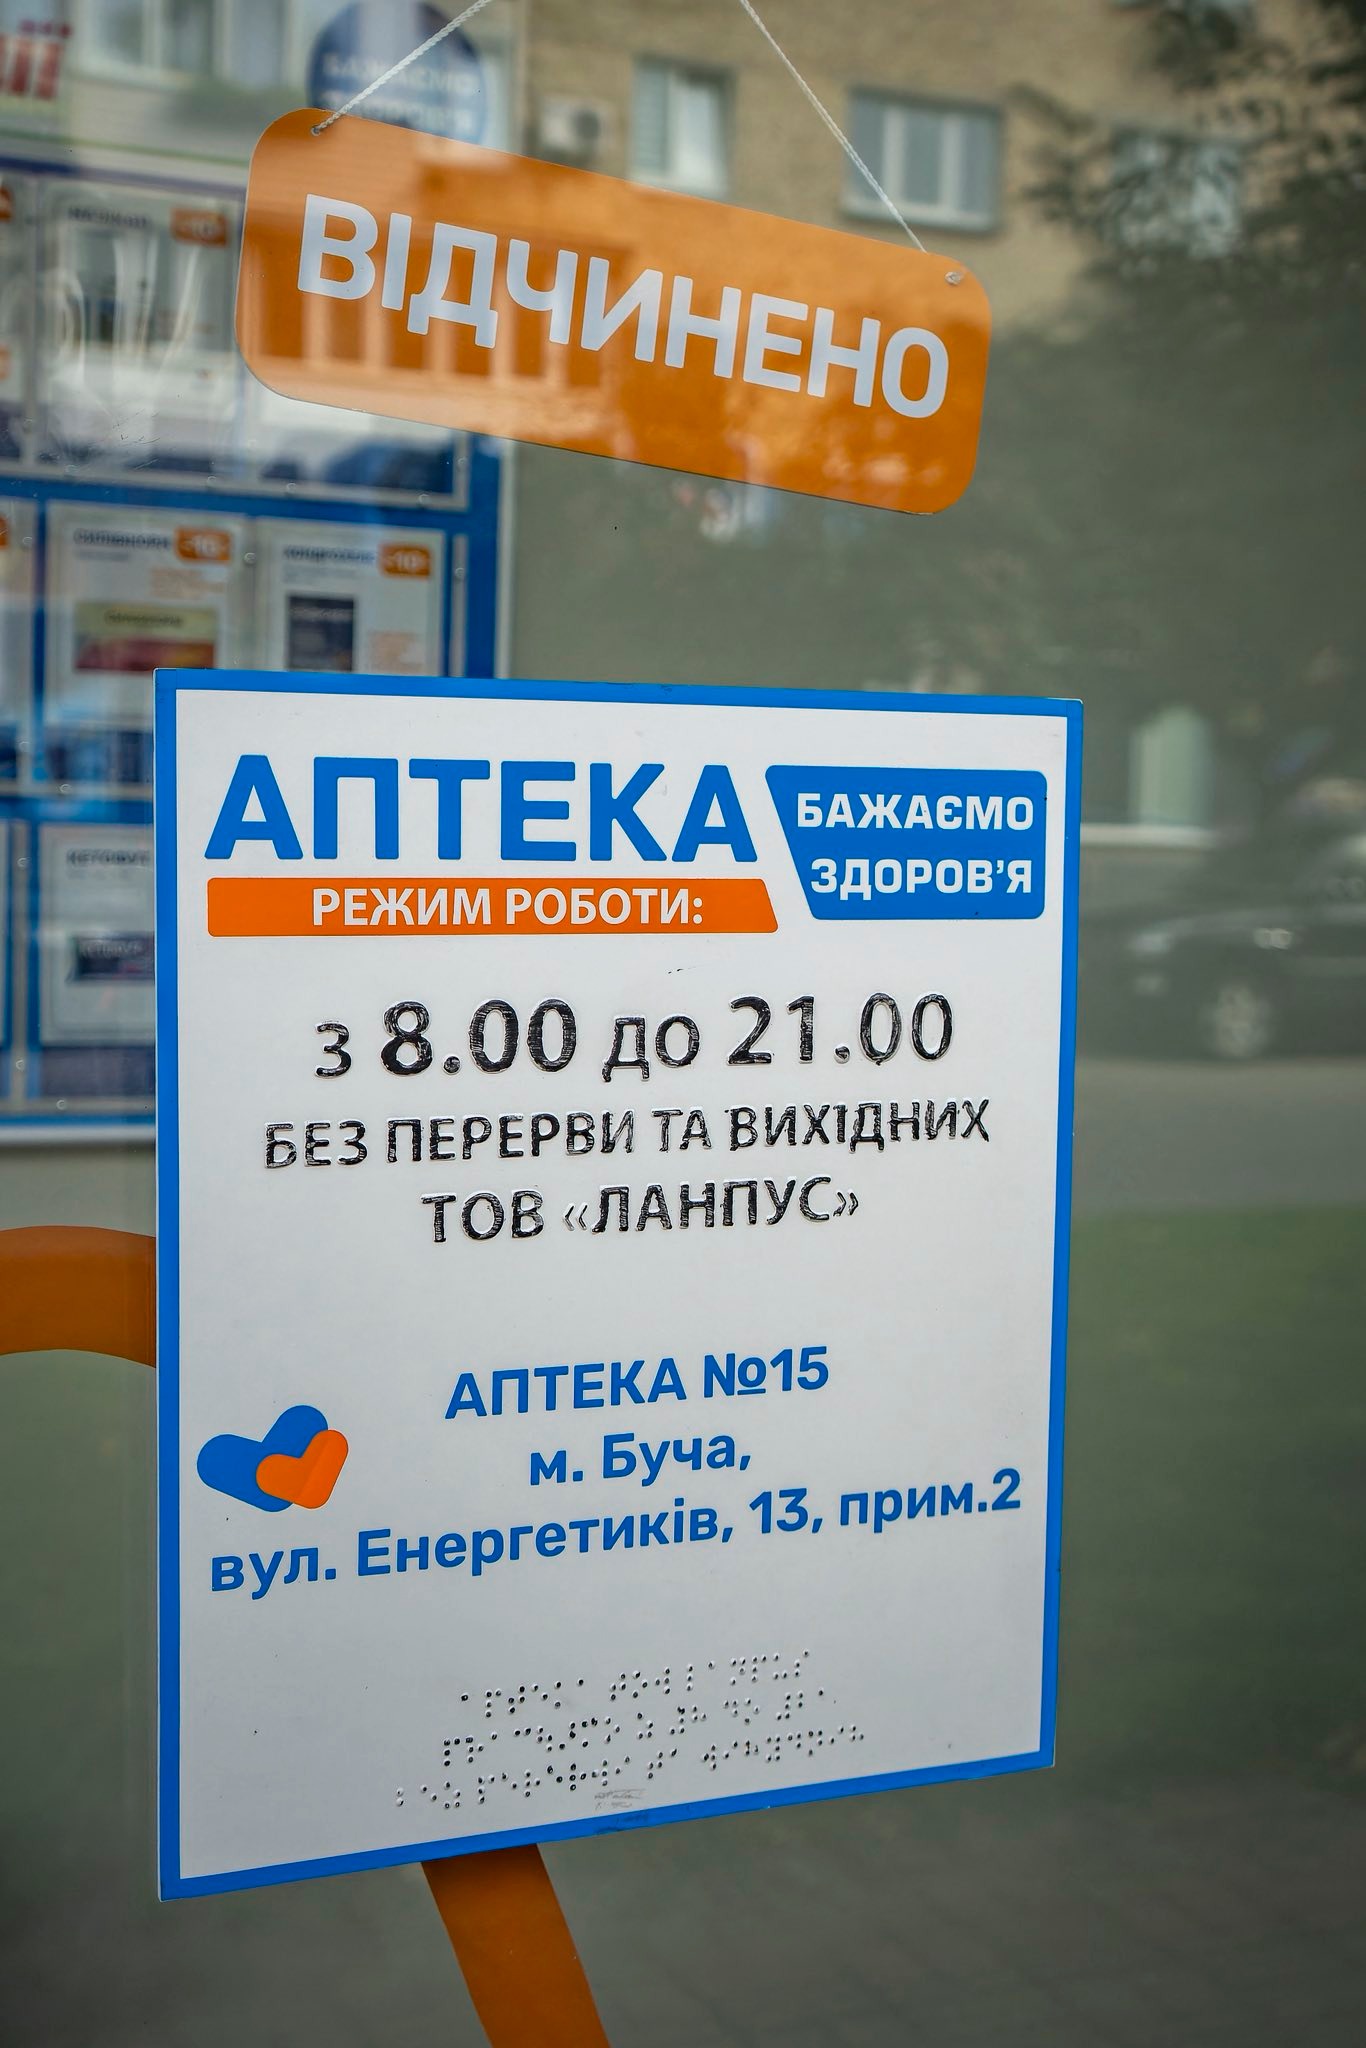 ВІДЧИНЕНО
АПТЕКА
БАЖАЄМО
ЗДОРОВ'Я
РЕЖИМ РОБОТИ:
з 8.00 до 21.00
БЕЗ ПЕРЕРВИ ТА ВИХІДНИХ
ТОВ «ЛАНПУС»
АПТЕКА №15
м. Буча,
вул. Енергетиків, 13, прим.2